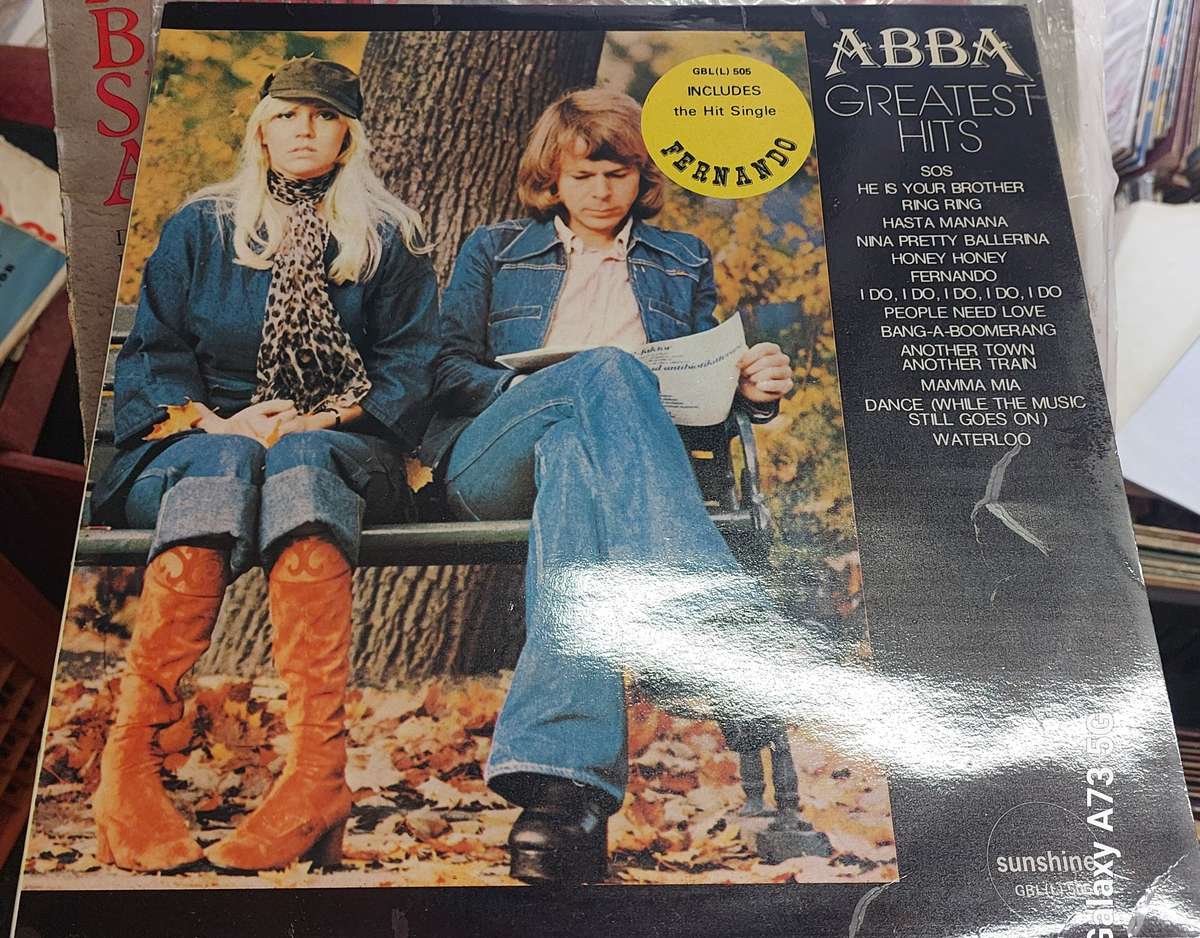 B
S
A
GBL(L) 505
INCLUDES
the Hit Single
FERNANDO
ABBA
GREATEST
HITS
SOS
HE IS YOUR BROTHER
RING RING
HASTA MANANA
NINA PRETTY BALLERINA
HONEY HONEY
FERNANDO
I DO, I DO, I DO, I DO, I DO
PEOPLE NEED LOVE
BANG-A-BOOMERANG
ANOTHER TOWN
ANOTHER TRAIN
MAMMA MIA
DANCE (WHILE THE MUSIC
STILL GOES ON)
WATERLOO
sunshine
GBL(L) 505
Galaxy A73 5G